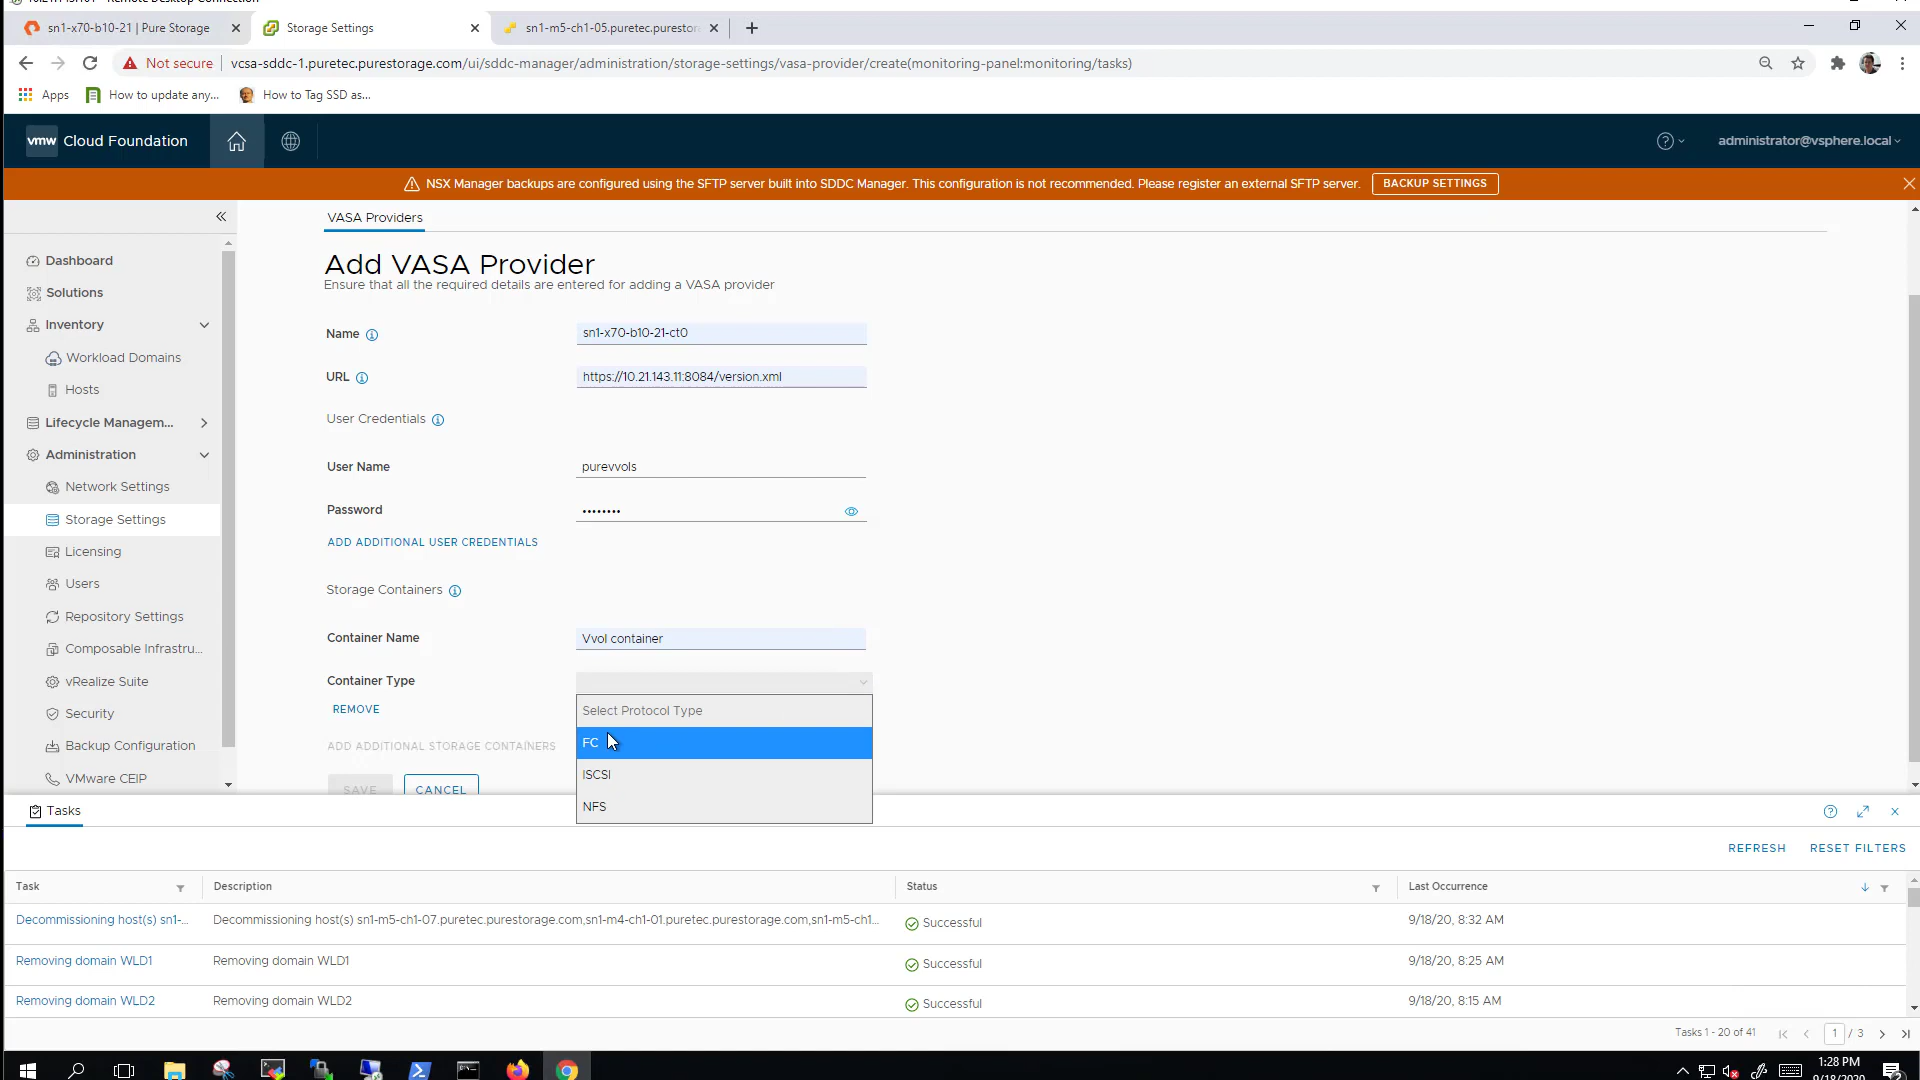 sn1-x70-b10-21 | Pure Storage
Storage Settings
sn1-m5-ch1-05.puretec.purestor
Not secure
vcsa-sddc-1.puretec.purestorage.com/ui/sddc-manager/administration/storage-settings/vasa-provider/create(monitoring-panel:monitoring/tasks)
Apps
How to update any...
How to Tag SSD as...
vmw Cloud Foundation
administrator@vsphere.local
NSX Manager backups are configured using the SFTP server built into SDDC Manager. This configuration is not recommended. Please register an external SFTP server.
BACKUP SETTINGS
Dashboard
Solutions
Inventory
Workload Domains
Hosts
Lifecycle Managem...
Administration
Network Settings
Storage Settings
Licensing
Users
Repository Settings
Composable Infrastru...
vRealize Suite
Security
Backup Configuration
VMware CEIP
VASA Providers
Add VASA Provider
Ensure that all the required details are entered for adding a VASA provider
Name
sn1-x70-b10-21-ct0
URL
https://10.21.143.11:8084/version.xml
User Credentials
User Name
purevvols
Password
••••••••
ADD ADDITIONAL USER CREDENTIALS
Storage Containers
Container Name
Vvol container
Container Type
REMOVE
Select Protocol Type
FC
ISCSI
NFS
ADD ADDITIONAL STORAGE CONTAINERS
SAVE
CANCEL
Tasks
REFRESH
RESET FILTERS
Task
Description
Status
Last Occurrence
Decommissioning host(s) sn1-...
Decommissioning host(s) sn1-m5-ch1-07.puretec.purestorage.com,sn1-m4-ch1-01.puretec.purestorage.com,sn1-m5-ch1...
Successful
9/18/20, 8:32 AM
Removing domain WLD1
Removing domain WLD1
Successful
9/18/20, 8:25 AM
Removing domain WLD2
Removing domain WLD2
Successful
9/18/20, 8:15 AM
Tasks 1 - 20 of 41
1 / 3
1:28 PM
9/18/2020